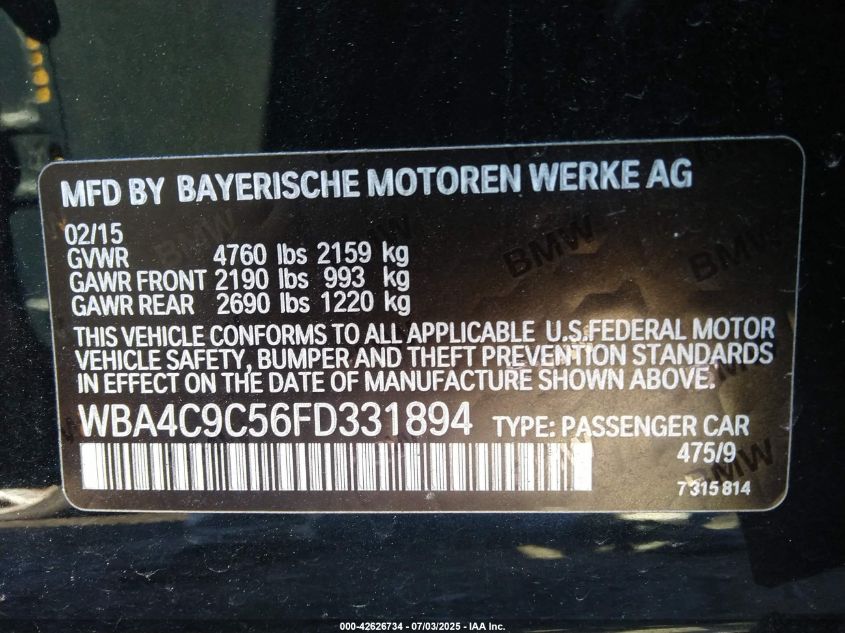 MFD BY BAYERISCHE MOTOREN WERKE AG
02/15
GVWR 4760 lbs 2159 kg
GAWR FRONT 2190 lbs 993 kg
GAWR REAR 2690 lbs 1220 kg
THIS VEHICLE CONFORMS TO ALL APPLICABLE U.S.FEDERAL MOTOR
VEHICLE SAFETY, BUMPER AND THEFT PREVENTION STANDARDS
IN EFFECT ON THE DATE OF MANUFACTURE SHOWN ABOVE.
WBA4C9C56FD331894 TYPE: PASSENGER CAR
475/9
7 315 814
BMW
BMW
BMW
000-42626734 - 07/03/2025 - IAA Inc.